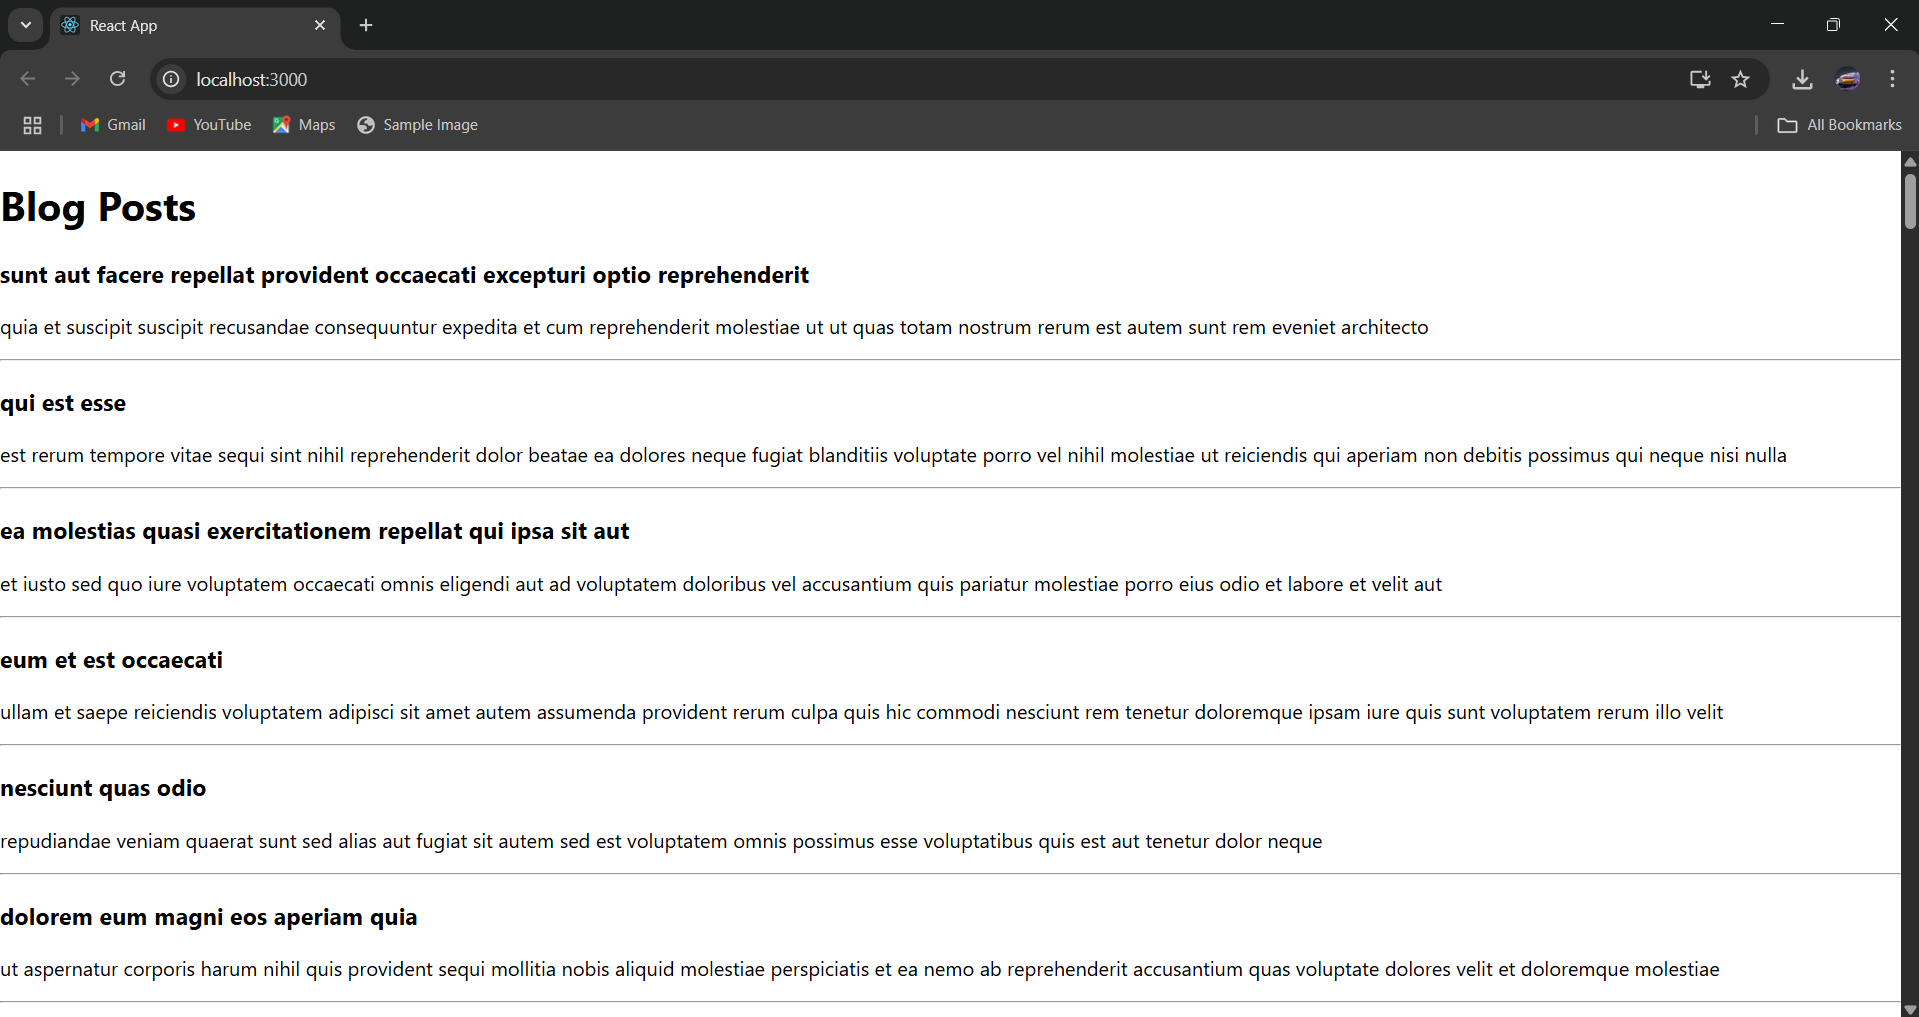 React App
localhost:3000
Gmail YouTube Maps Sample Image All Bookmarks
Blog Posts
sunt aut facere repellat provident occaecati excepturi optio reprehenderit
quia et suscipit suscipit recusandae consequuntur expedita et cum reprehenderit molestiae ut ut quas totam nostrum rerum est autem sunt rem eveniet architecto
qui est esse
est rerum tempore vitae sequi sint nihil reprehenderit dolor beatae ea dolores neque fugiat blanditiis voluptate porro vel nihil molestiae ut reiciendis qui aperiam non debitis possimus qui neque nisi nulla
ea molestias quasi exercitationem repellat qui ipsa sit aut
et iusto sed quo iure voluptatem occaecati omnis eligendi aut ad voluptatem doloribus vel accusantium quis pariatur molestiae porro eius odio et labore et velit aut
eum et est occaecati
ullam et saepe reiciendis voluptatem adipisci sit amet autem assumenda provident rerum culpa quis hic commodi nesciunt rem tenetur doloremque ipsam iure quis sunt voluptatem rerum illo velit
nesciunt quas odio
repudiandae veniam quaerat sunt sed alias aut fugiat sit autem sed est voluptatem omnis possimus esse voluptatibus quis est aut tenetur dolor neque
dolorem eum magni eos aperiam quia
ut aspernatur corporis harum nihil quis provident sequi mollitia nobis aliquid molestiae perspiciatis et ea nemo ab reprehenderit accusantium quas voluptate dolores velit et doloremque molestiae